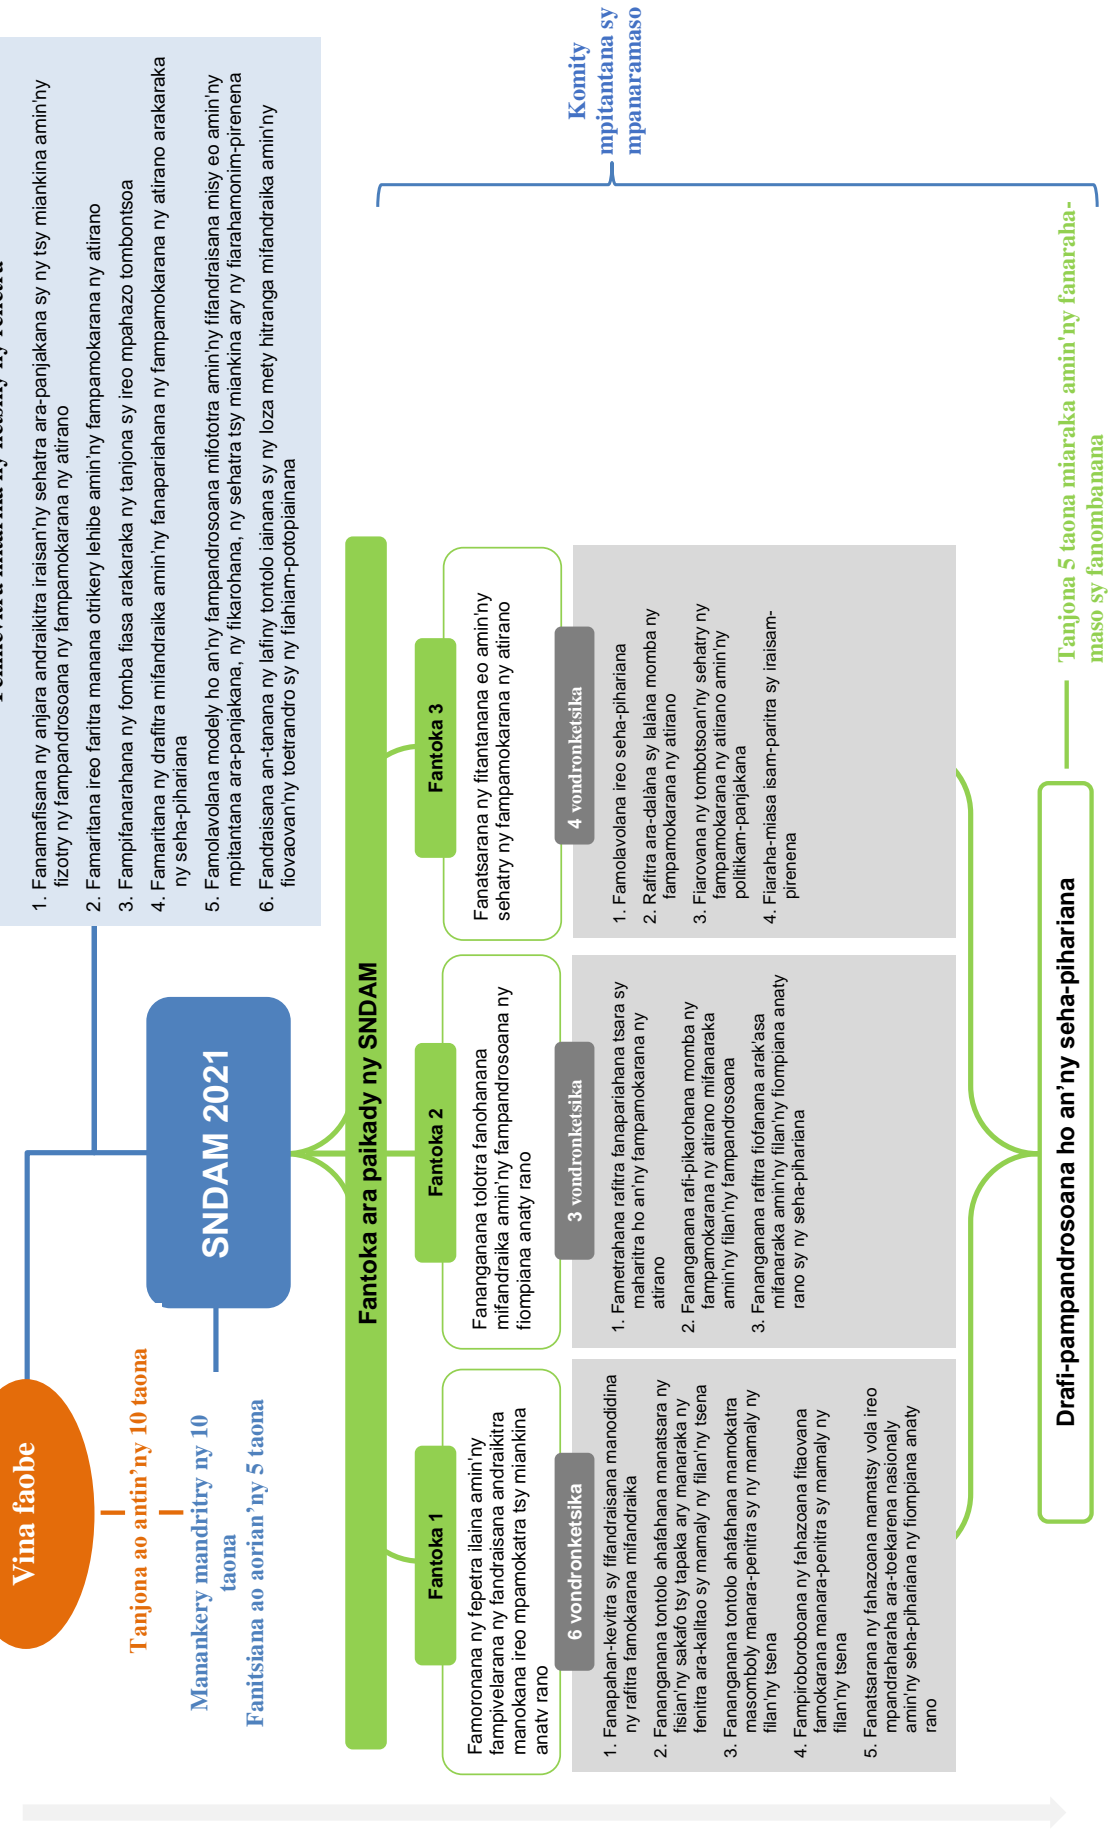 Vina faobe
Tanjona ao antin'ny 10 taona
Manankery mandritry ny 10
taona
Fanitsiana ao aorian'ny 5 taona
1. Fanamafisana ny anjara andraikitra iraisan'ny sehatra ara-panjakana sy ny tsy miankina amin'ny
fizotry ny fampandrosoana ny fampamokarana ny atirano
2. Famaritana ireo faritra manana otrikery lehibe amin'ny fampamokarana ny atirano
3. Fampifanarahana ny fomba fiasa arakaraka ny tanjona sy ireo mpahazo tombontsoa
4. Famaritana ny drafitra mifandraika amin'ny fanapariahana ny fampamokarana ny atirano arakaraka
ny seha-pihariana
5. Famolavolana modely ho an'ny fampandrosoana mifototra amin'ny fifandraisana misy eo amin'ny
mpitantana ara-panjakana, ny fikarohana, ny sehatra tsy miankina ary ny fiarahamonim-pirenena
6. Fandraisana an-tanana ny lafiny tontolo iainana sy ny loza mety hitranga mifandraika amin'ny
fiovaovan'ny toetrandro sy ny fiahiam-potopiainana
SNDAM 2021
Fantoka ara paikady ny SNDAM
Fantoka 1
Famoronana ny fepetra ilaina amin'ny
fampivelarana ny fandraisana andraikitra
manokana ireo mpamokatra tsy miankina
anaty rano
6 vondronketsika
1. Fanapahan-kevitra sy fifandraisana manodidina
ny rafitra famokarana mifandraika
2. Fananganana tontolo ahafahana manatsara ny
fisian'ny sakafo tsy tapaka ary manaraka ny
fenitra ara-kalitao sy mamaly ny filan'ny tsena
3. Fananganana tontolo ahafahana mamokatra
masomboly manara-penitra sy ny mamaly ny
filan'ny tsena
4. Fampiroboroboana ny fahazoana fitaovana
famokarana manara-penitra sy mamaly ny
filan'ny tsena
5. Fanatsarana ny fahazoana mamatsy vola ireo
mpandraharaha ara-toekarena nasionaly
amin'ny seha-pihariana ny fiompiana anaty
rano
Fantoka 2
Fananganana tolotra fanohanana
mifandraika amin'ny fampandrosoana ny
fiompiana anaty rano
3 vondronketsika
1. Fametrahana rafitra fanapariahana tsara sy
maharitra ho an'ny fampamokarana ny
atirano
2. Fananganana rafi-pikarohana momba ny
fampamokarana ny atirano mifanaraka
amin'ny filan'ny fampandrosoana
3. Fananganana rafitra fiofanana arak'asa
mifanaraka amin'ny filan'ny fiompiana anaty
rano sy ny seha-pihariana
Fantoka 3
Fanatsarana ny fitantanana eo amin'ny
sehatry ny fampamokarana ny atirano
4 vondronketsika
1. Famolavolana ireo seha-pihariana
2. Rafitra ara-dalàna sy lalàna momba ny
fampamokarana ny atirano
3. Fiarovana ny tombotsoan'ny sehatry ny
fampamokarana ny atirano amin'ny
politikam-panjakana
4. Fiaraha-miasa isam-paritra sy iraisam-
pirenena
Komity
mpitantana sy
mpanaramaso
Drafi-pampandrosoana ho an'ny seha-pihariana
Tanjona 5 taona miaraka amin'ny fanaraha-
maso sy fanombanana